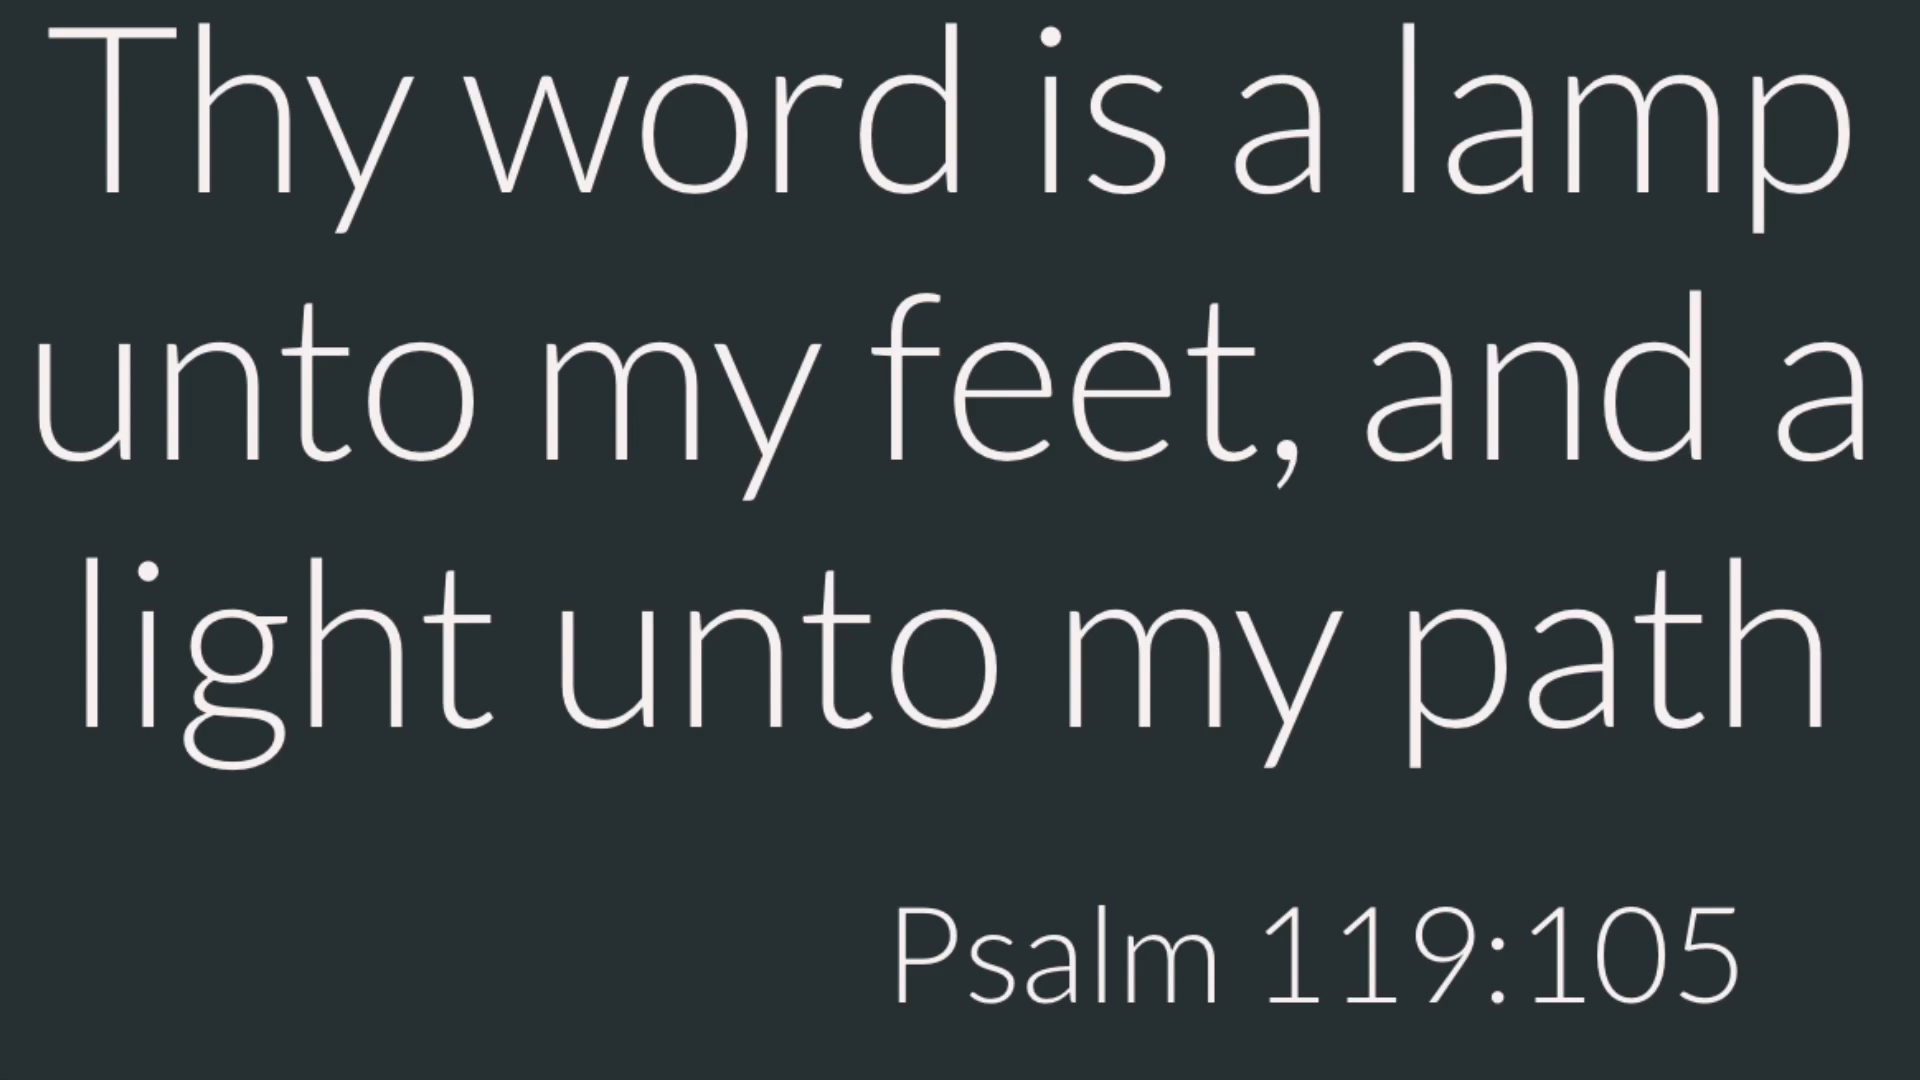 Thy word is a lamp
unto my feet, and a
light unto my path
Psalm 119:105